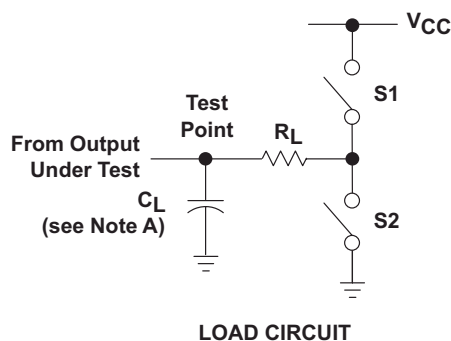 VCC
S1
Test
Point
RL
From Output
Under Test
CL
(see Note A)
S2
LOAD CIRCUIT